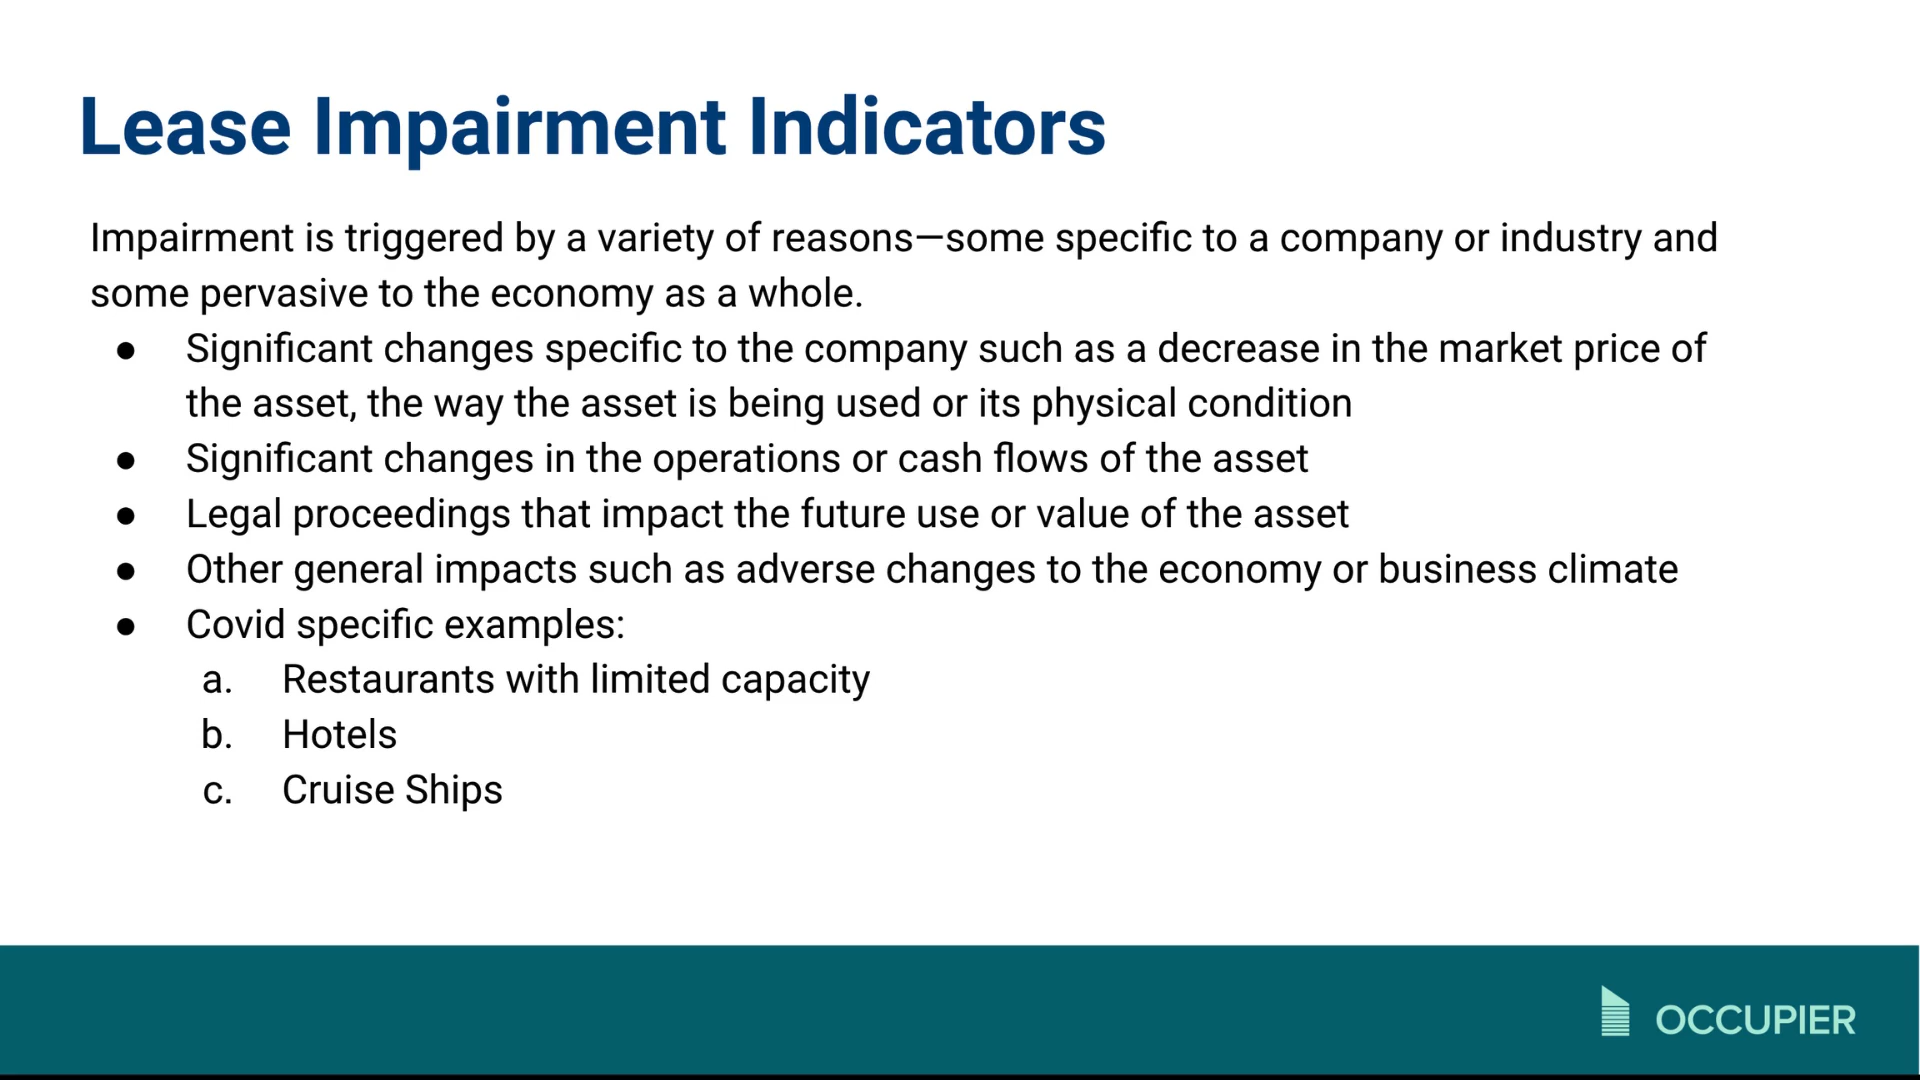 Lease Impairment Indicators
Impairment is triggered by a variety of reasons—some specific to a company or industry and
some pervasive to the economy as a whole.
● Significant changes specific to the company such as a decrease in the market price of
the asset, the way the asset is being used or its physical condition
● Significant changes in the operations or cash flows of the asset
● Legal proceedings that impact the future use or value of the asset
● Other general impacts such as adverse changes to the economy or business climate
● Covid specific examples:
a. Restaurants with limited capacity
b. Hotels
c. Cruise Ships
OCCUPIER